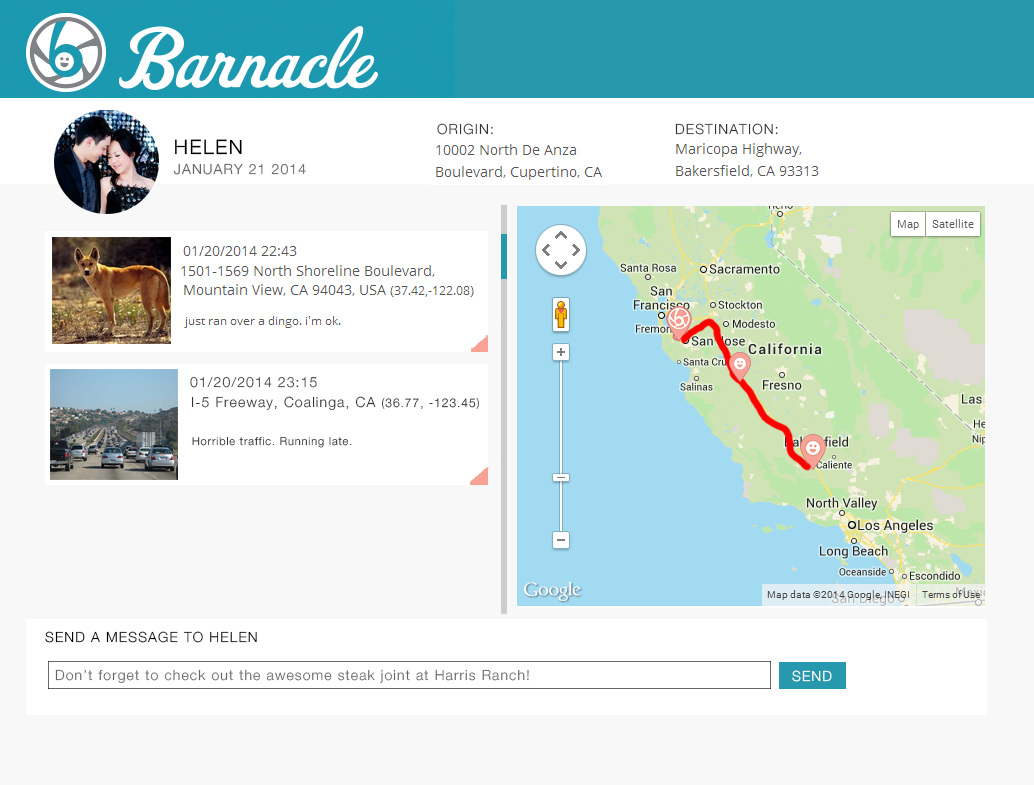 Barnacle
HELEN
JANUARY 21 2014
ORIGIN:
10002 North De Anza
Boulevard, Cupertino, CA
DESTINATION:
Maricopa Highway,
Bakersfield, CA 93313
01/20/2014 22:43
1501-1569 North Shoreline Boulevard,
Mountain View, CA 94043, USA (37.42,-122.08)
just ran over a dingo. i'm ok.
01/20/2014 23:15
I-5 Freeway, Coalinga, CA (36.77, -123.45)
Horrible traffic. Running late.
Map
Satellite
Santa Rosa
Sacramento
San
Francisco
Stockton
Modesto
San Jose
California
Salinas
Fresno
Las
Caliente
North Valley
Los Angeles
Long Beach
Oceanside
Escondido
San Diego
Google
Map data ©2014 Google, INEGI
Terms of Use
SEND A MESSAGE TO HELEN
Don't forget to check out the awesome steak joint at Harris Ranch!
SEND